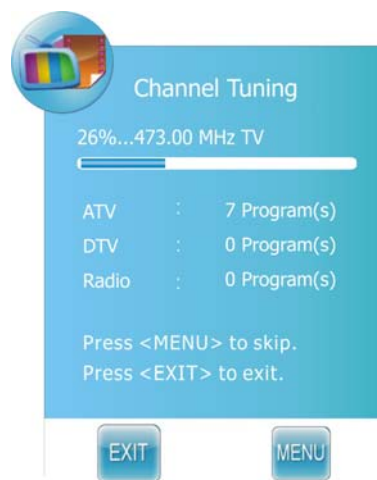 Channel Tuning
26%...473.00 MHz TV
ATV : 7 Program(s)
DTV : 0 Program(s)
Radio : 0 Program(s)
Press <MENU> to skip.
Press <EXIT> to exit.
EXIT MENU